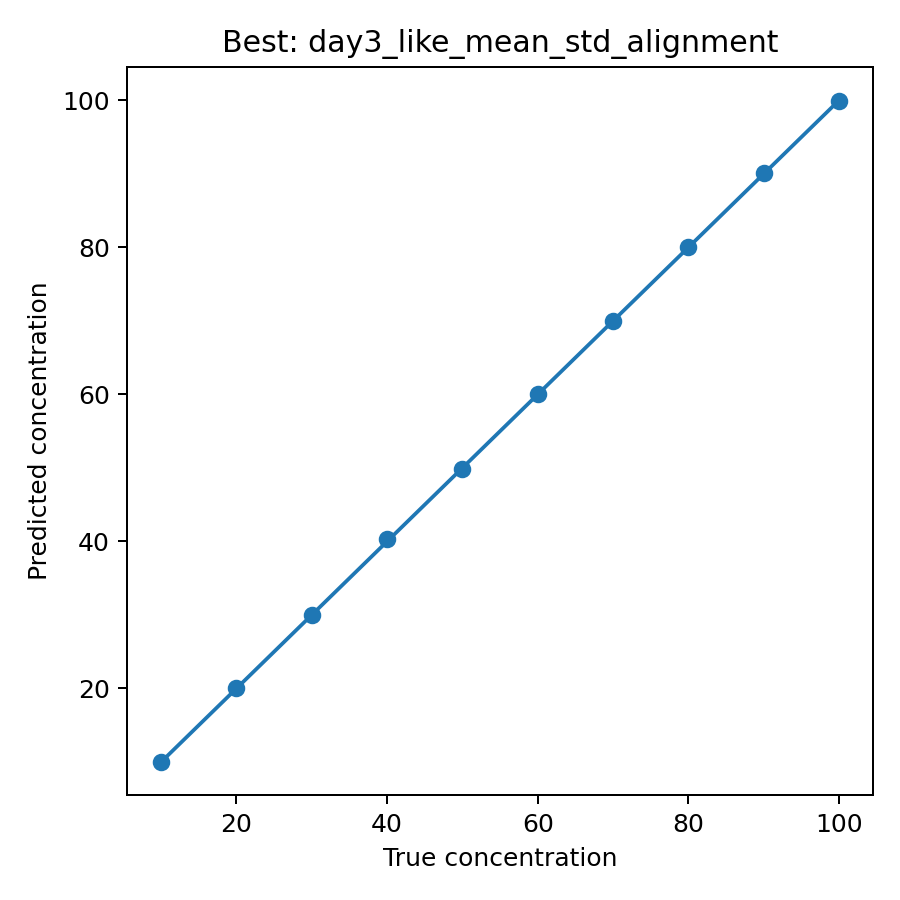 Best: day3_like_mean_std_alignment
100
80
60
40
20
Predicted concentration
20 40 60 80 100
True concentration